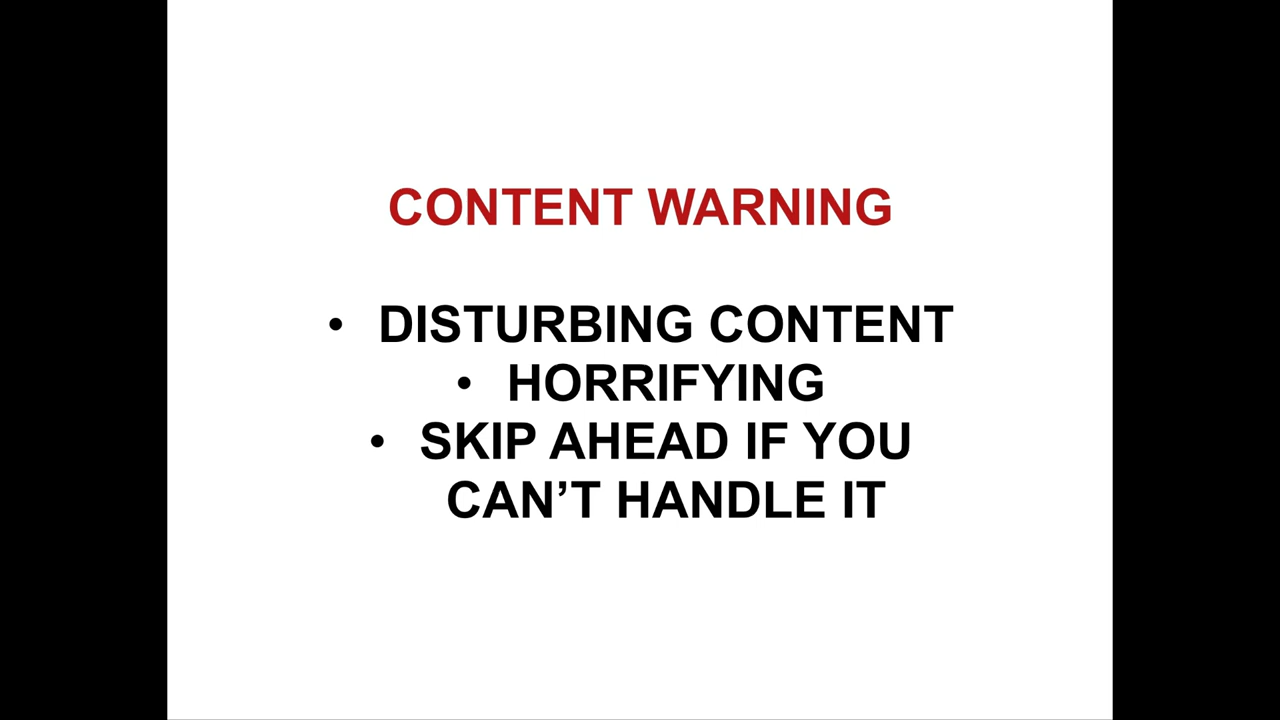 CONTENT WARNING
• DISTURBING CONTENT
• HORRIFYING
• SKIP AHEAD IF YOU
CAN’T HANDLE IT